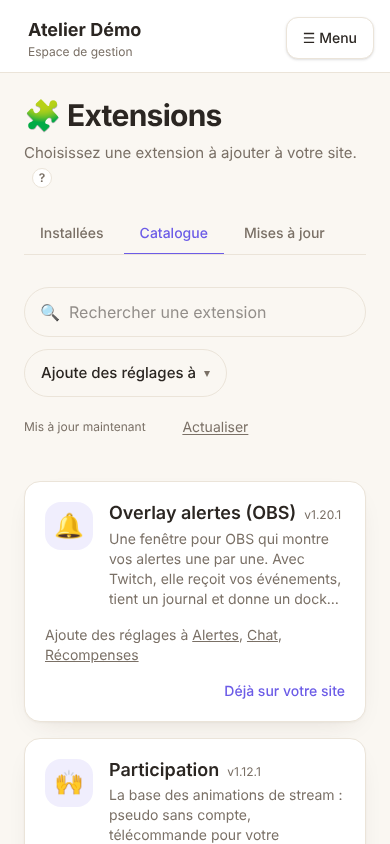 Atelier Démo
Espace de gestion
☰ Menu
🧩 Extensions
Choisissez une extension à ajouter à votre site.
?
Installées
Catalogue
Mises à jour
Rechercher une extension
Ajoute des réglages à ▾
Mis à jour maintenant
Actualiser
Overlay alertes (OBS) v1.20.1
Une fenêtre pour OBS qui montre
vos alertes une par une. Avec
Twitch, elle reçoit vos événements,
tient un journal et donne un dock…
Ajoute des réglages à Alertes, Chat,
Récompenses
Déjà sur votre site
Participation v1.12.1
La base des animations de stream :
pseudo sans compte,
télécommande pour votre